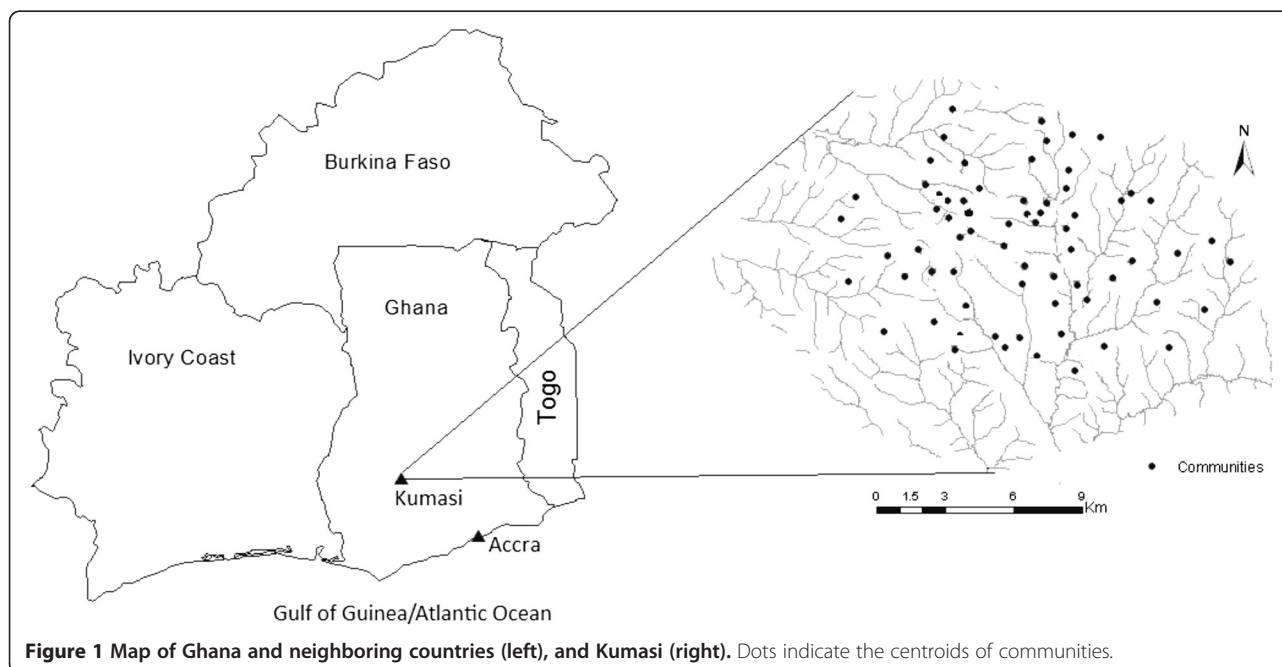 Burkina Faso
Ghana
Ivory Coast
Togo
Kumasi
Accra
Gulf of Guinea/Atlantic Ocean
N
Communities
0 1.5 3 6 9
Km
Figure 1 Map of Ghana and neighboring countries (left), and Kumasi (right). Dots indicate the centroids of communities.